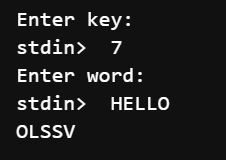 Enter key:
stdin>  7
Enter word:
stdin>  HELLO
OLSSV